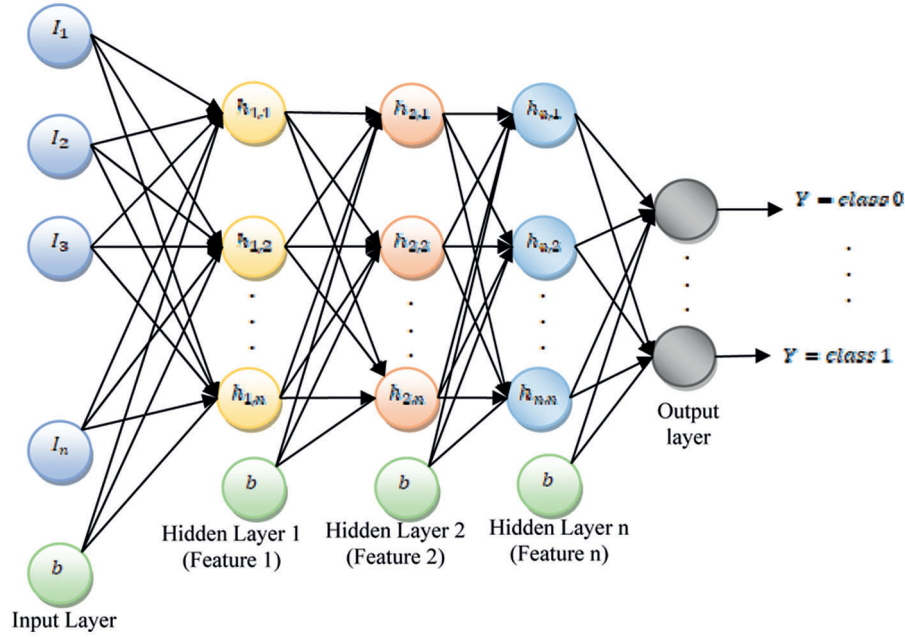 I₁
I₂
I₃
Iₙ
b
Input Layer
h₁,₁
h₁,₂
h₁,ₙ
b
Hidden Layer 1
(Feature 1)
h₂,₁
h₂,₂
h₂,ₙ
b
Hidden Layer 2
(Feature 2)
hₙ,₁
hₙ,₂
hₙ,ₙ
b
Hidden Layer n
(Feature n)
Output
layer
Y = class 0
Y = class 1